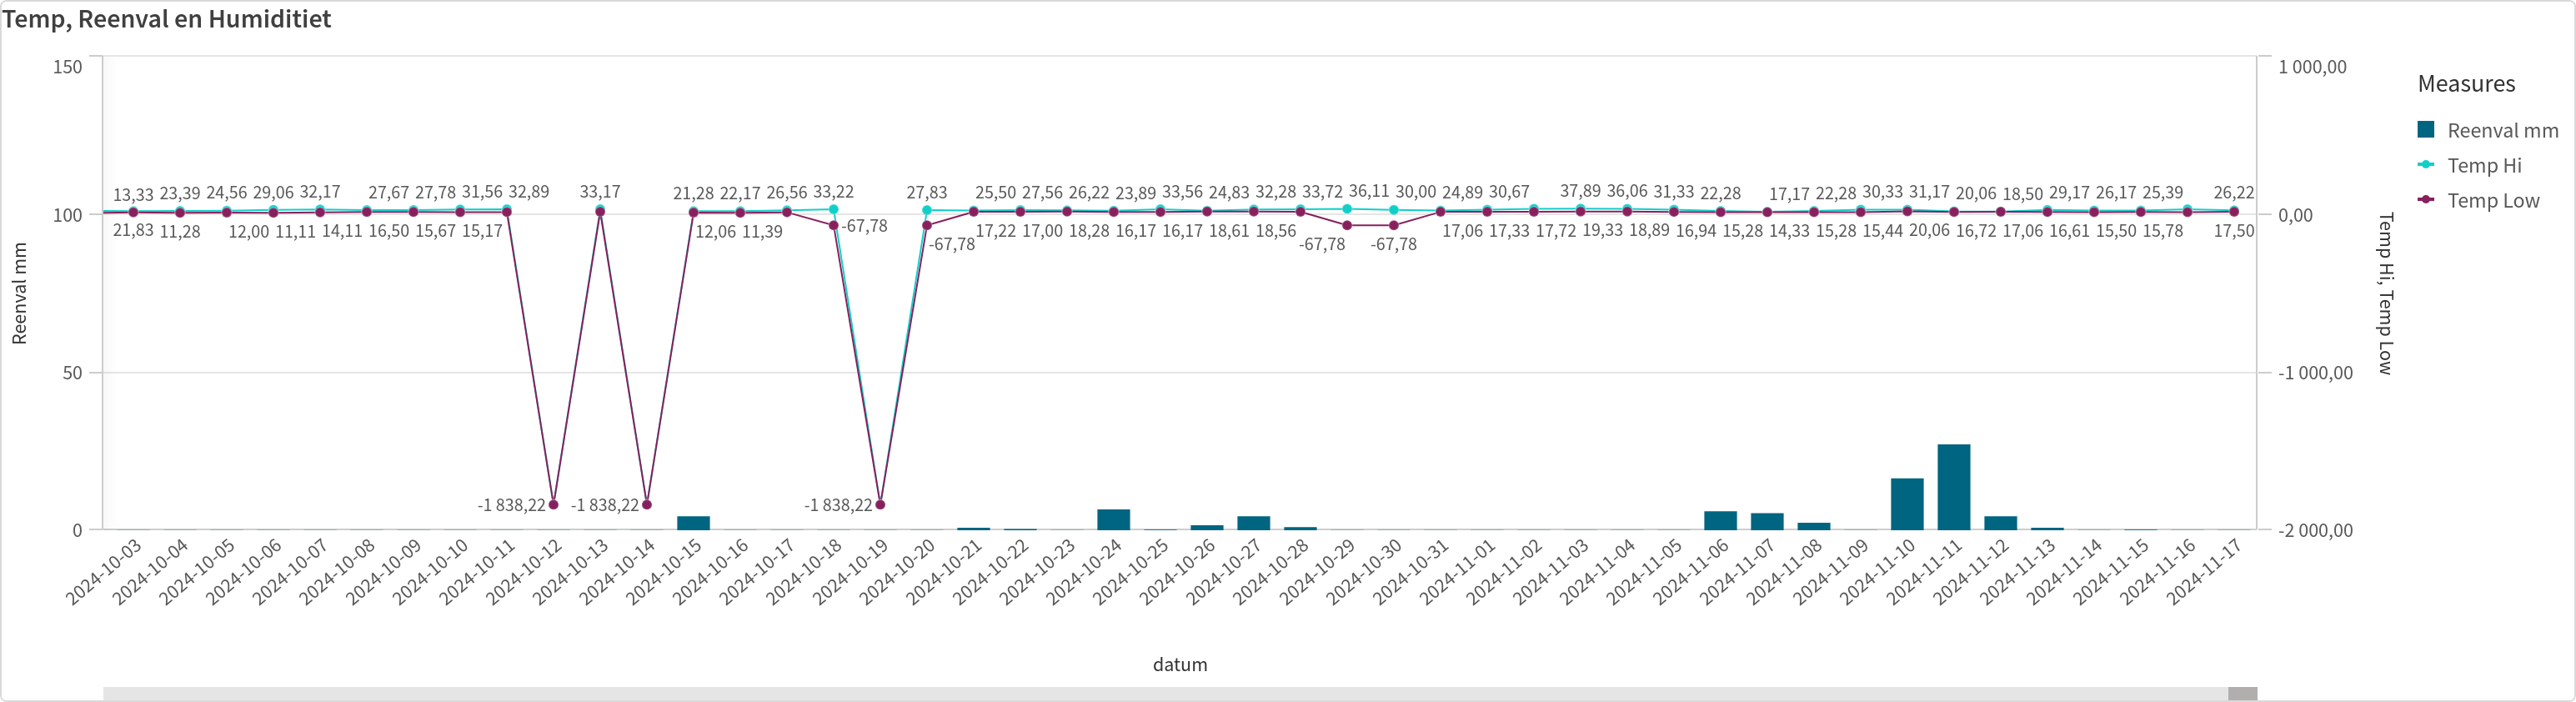 Temp, Reenval en Humiditiet
150
100
50
0
Reenval mm
1 000,00
0,00
-1 000,00
-2 000,00
Temp Hi, Temp Low
Measures
Reenval mm
Temp Hi
Temp Low
13,33 23,39 24,56 29,06 32,17 27,67 27,78 31,56 32,89 33,17 21,28 22,17 26,56 33,22 27,83 25,50 27,56 26,22 23,89 33,56 24,83 32,28 33,72 36,11 30,00 24,89 30,67 37,89 36,06 31,33 22,28 17,17 22,28 30,33 31,17 20,06 18,50 29,17 26,17 25,39 26,22
21,83 11,28 12,00 11,11 14,11 16,50 15,67 15,17 12,06 11,39 -67,78 -67,78 17,22 17,00 18,28 16,17 16,17 18,61 18,56 -67,78 -67,78 17,06 17,33 17,72 19,33 18,89 16,94 15,28 14,33 15,28 15,44 20,06 16,72 17,06 16,61 15,50 15,78 17,50
-1 838,22 -1 838,22 -1 838,22
2024-10-03 2024-10-04 2024-10-05 2024-10-06 2024-10-07 2024-10-08 2024-10-09 2024-10-10 2024-10-11 2024-10-12 2024-10-13 2024-10-14 2024-10-15 2024-10-16 2024-10-17 2024-10-18 2024-10-19 2024-10-20 2024-10-21 2024-10-22 2024-10-23 2024-10-24 2024-10-25 2024-10-26 2024-10-27 2024-10-28 2024-10-29 2024-10-30 2024-10-31 2024-11-01 2024-11-02 2024-11-03 2024-11-04 2024-11-05 2024-11-06 2024-11-07 2024-11-08 2024-11-09 2024-11-10 2024-11-11 2024-11-12 2024-11-13 2024-11-14 2024-11-15 2024-11-16 2024-11-17
datum